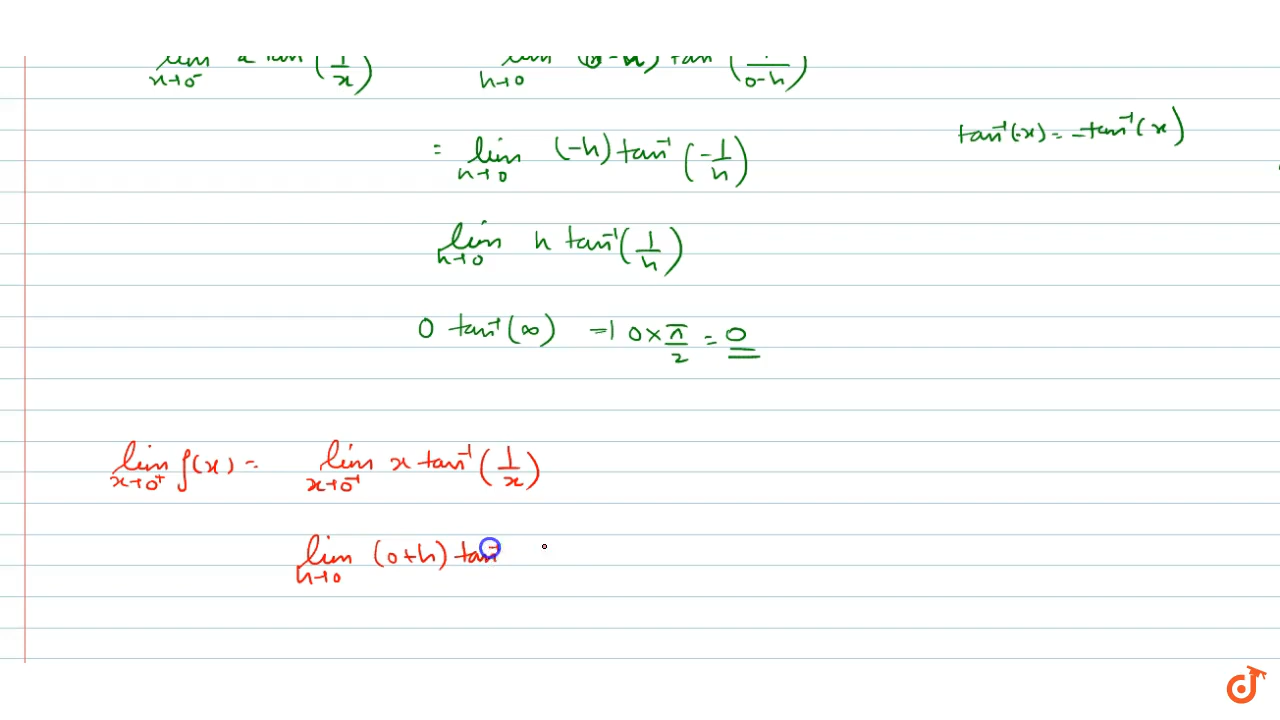 lim x→0⁻ x tan (1/x) lim h→0 (0-h) tan (1/0-h)
tan⁻¹(-x) = -tan⁻¹(x)
= lim h→0 (-h) tan⁻¹ (-1/h)
lim h→0 h tan⁻¹ (1/h)
0 tan⁻¹(∞) ⇒ 0 × π/2 = 0
lim x→0⁺ f(x) = lim x→0⁻ x tan⁻¹ (1/x)
lim h→0 (0+h) tan⁻¹